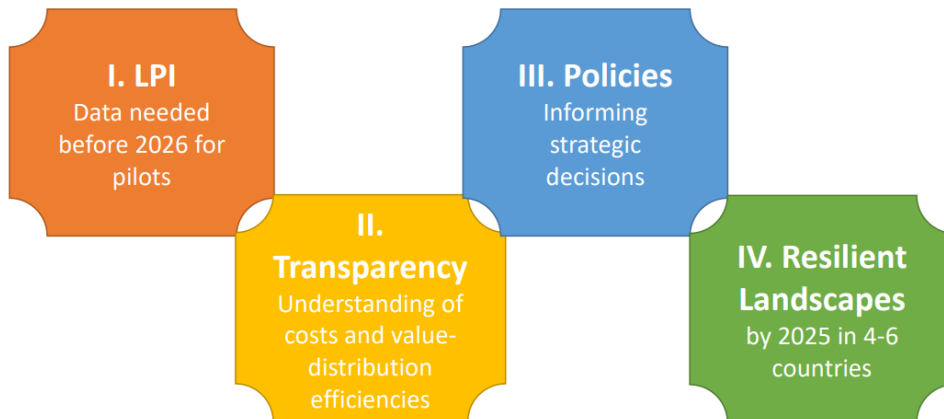 I. LPI
Data needed
before 2026 for
pilots
II.
Transparency
Understanding of
costs and value-
distribution
efficiencies
III. Policies
Informing
strategic
decisions
IV. Resilient
Landscapes
by 2025 in 4-6
countries